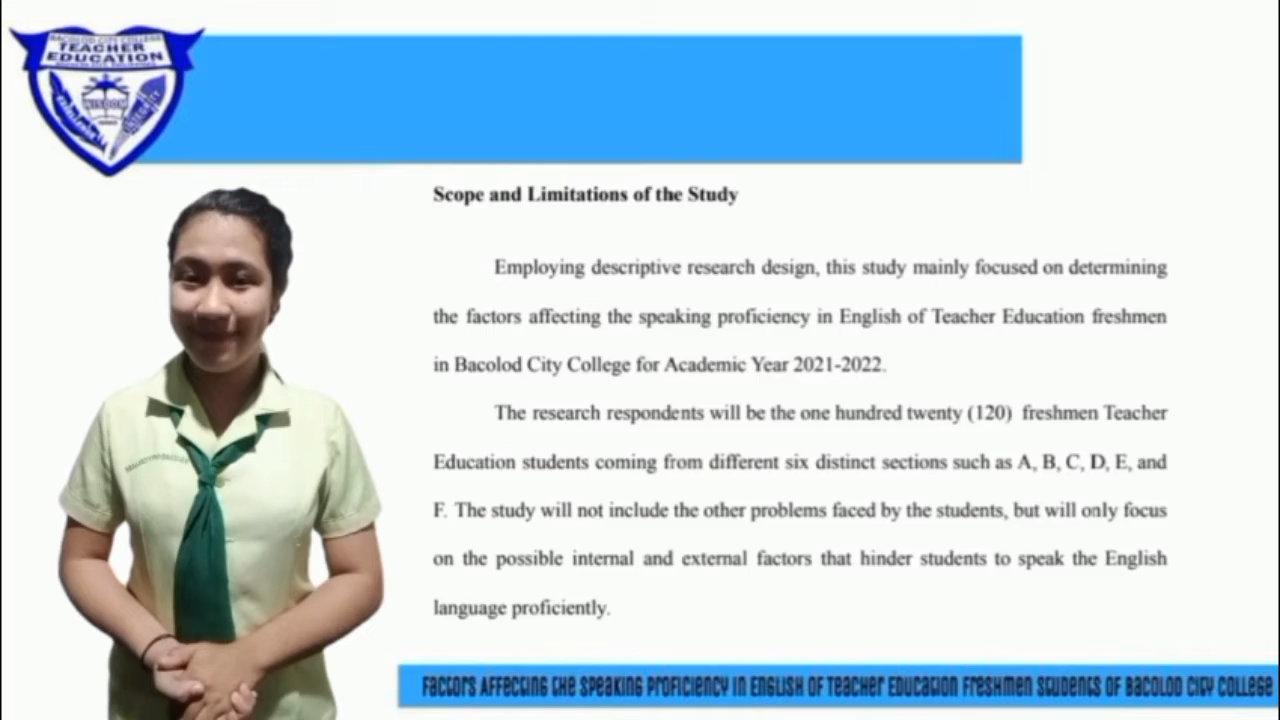 BACOLOD CITY COLLEGE
TEACHER
EDUCATION
WISDOM
Scope and Limitations of the Study
Employing descriptive research design, this study mainly focused on determining
the factors affecting the speaking proficiency in English of Teacher Education freshmen
in Bacolod City College for Academic Year 2021-2022.
The research respondents will be the one hundred twenty (120) freshmen Teacher
Education students coming from different six distinct sections such as A, B, C, D, E, and
F. The study will not include the other problems faced by the students, but will only focus
on the possible internal and external factors that hinder students to speak the English
language proficiently.
Factors Affecting the Speaking Proficiency in English of Teacher Education Freshmen Students of Bacolod City College